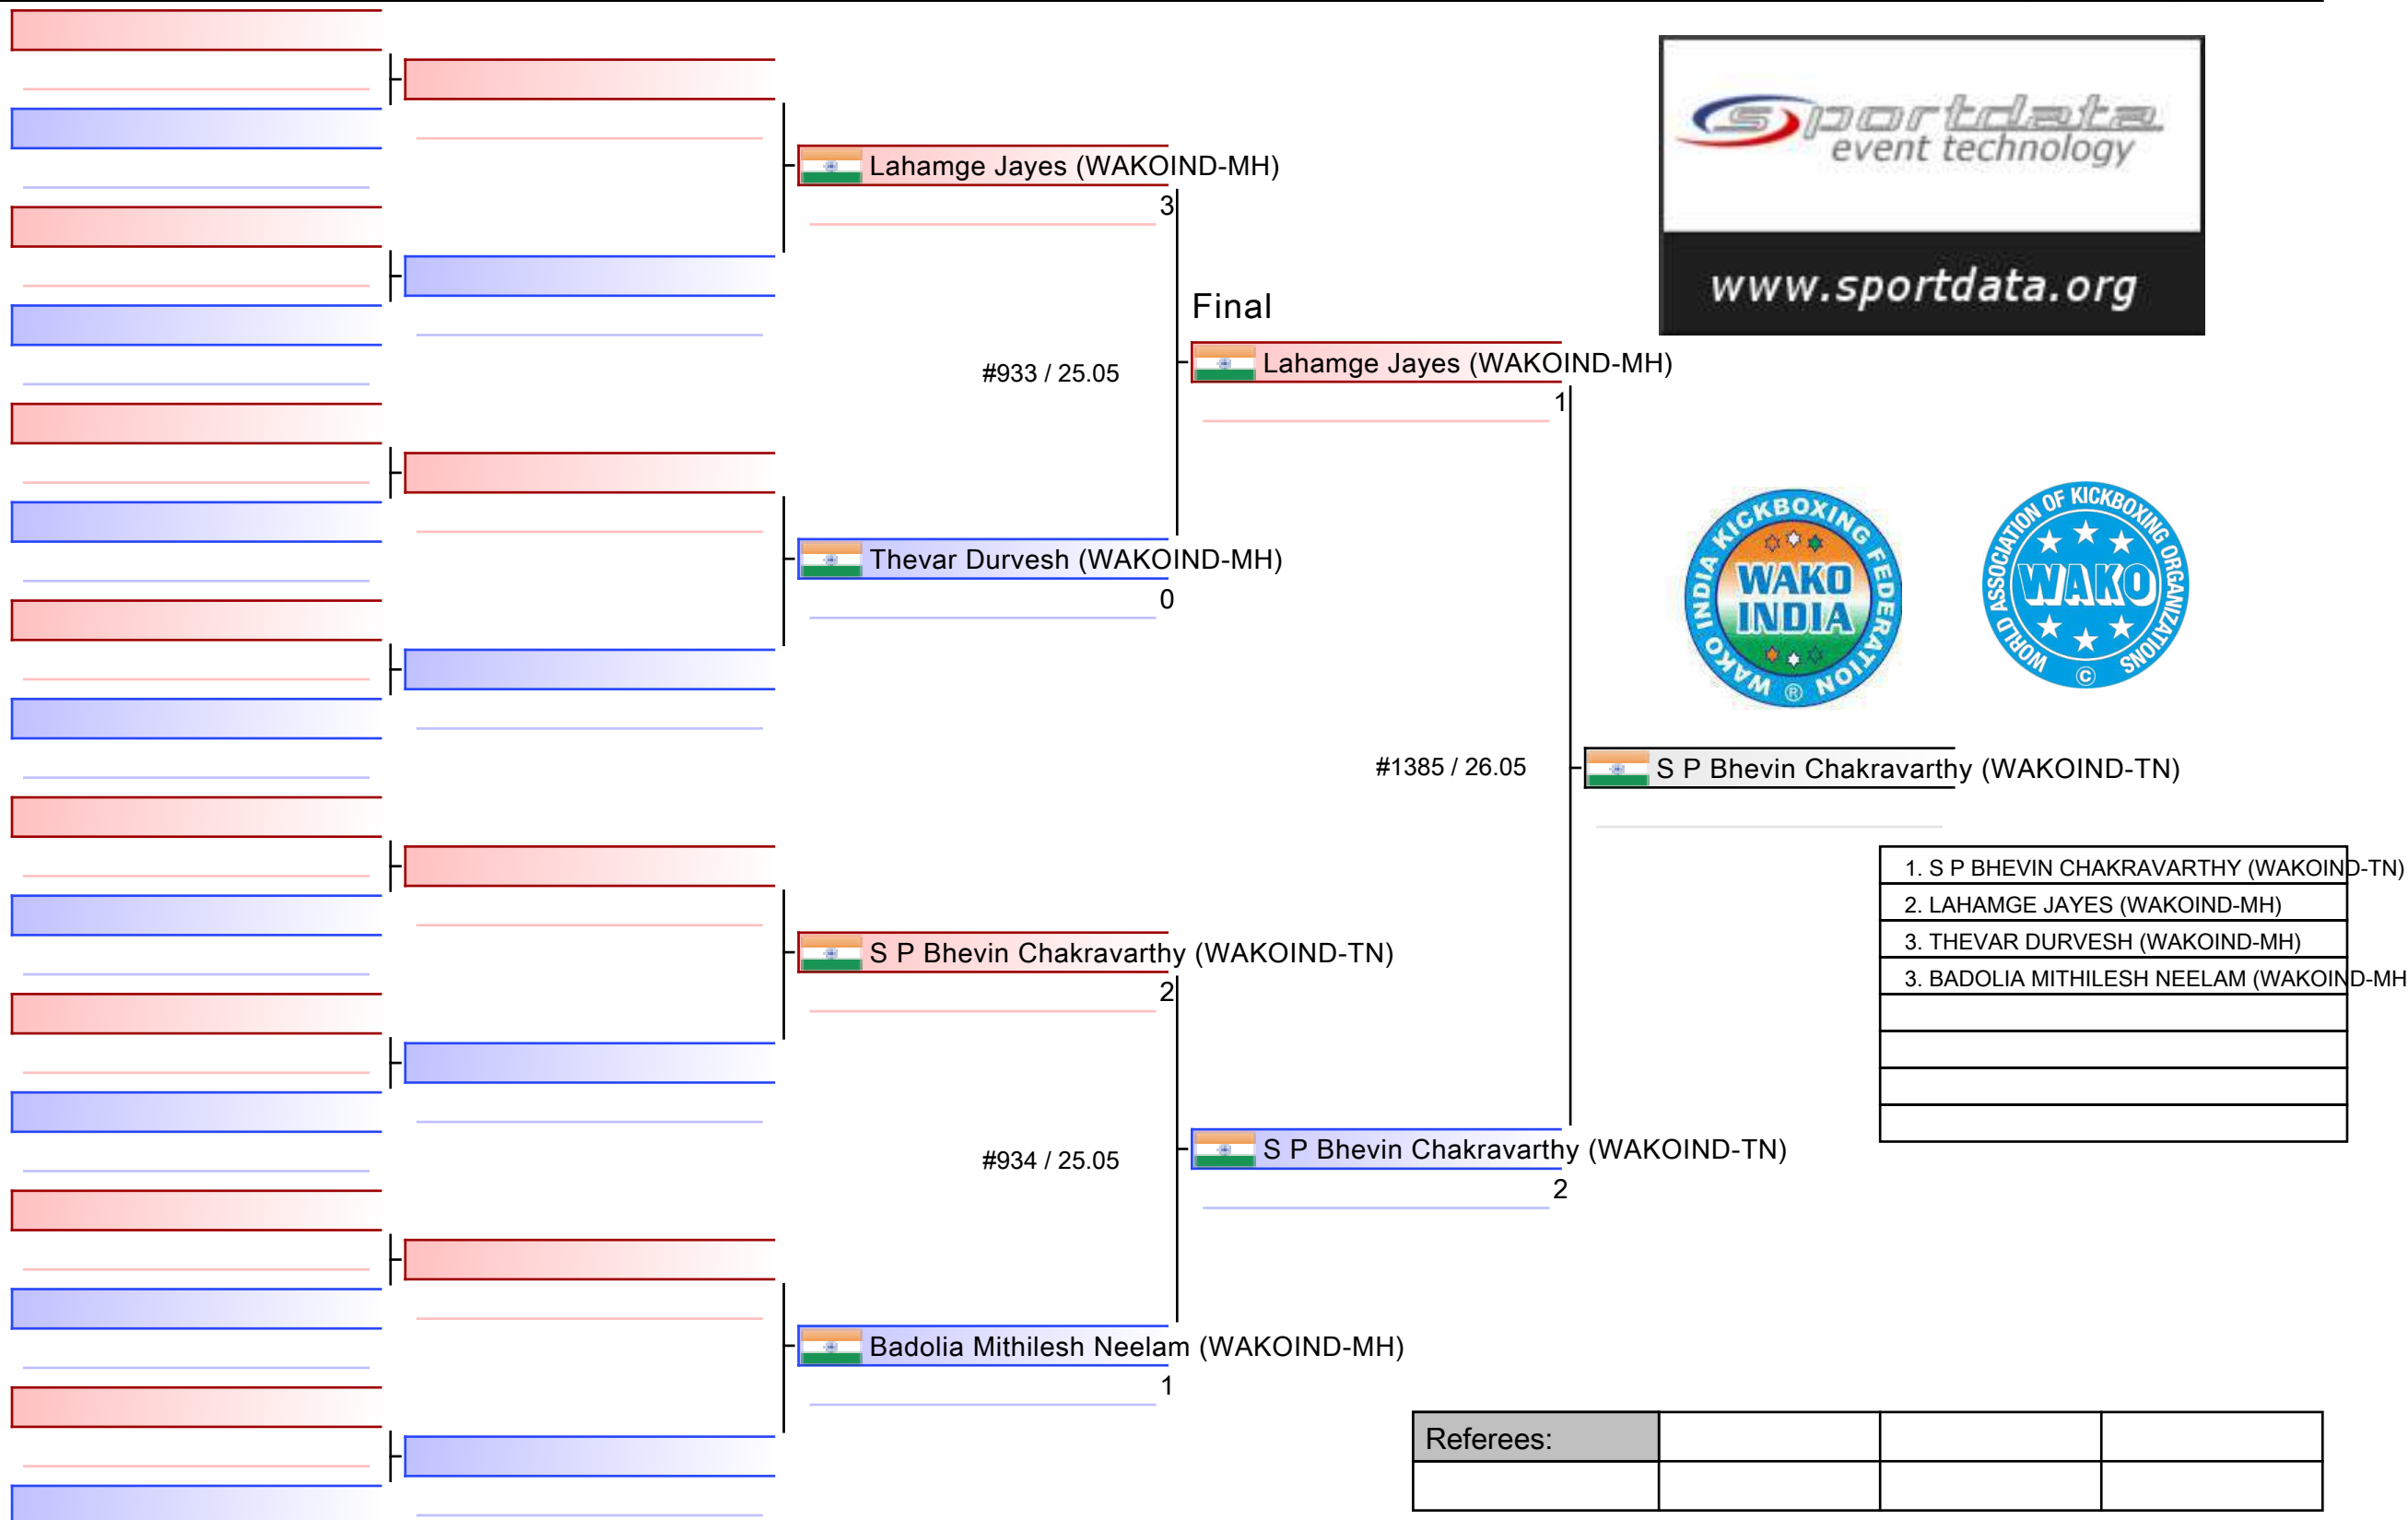 sportdata
event technology
www.sportdata.org
Lahamge Jayes (WAKOIND-MH)
3
Final
#933 / 25.05
Lahamge Jayes (WAKOIND-MH)
1
Thevar Durvesh (WAKOIND-MH)
0
WAKO INDIA KICKBOXING FEDERATION ®
WAKO
INDIA
WORLD ASSOCIATION OF KICKBOXING ORGANIZATIONS
WAKO
©
#1385 / 26.05
S P Bhevin Chakravarthy (WAKOIND-TN)
1. S P BHEVIN CHAKRAVARTHY (WAKOIND-TN)
2. LAHAMGE JAYES (WAKOIND-MH)
3. THEVAR DURVESH (WAKOIND-MH)
3. BADOLIA MITHILESH NEELAM (WAKOIND-MH
S P Bhevin Chakravarthy (WAKOIND-TN)
2
#934 / 25.05
S P Bhevin Chakravarthy (WAKOIND-TN)
2
Badolia Mithilesh Neelam (WAKOIND-MH)
1
Referees: